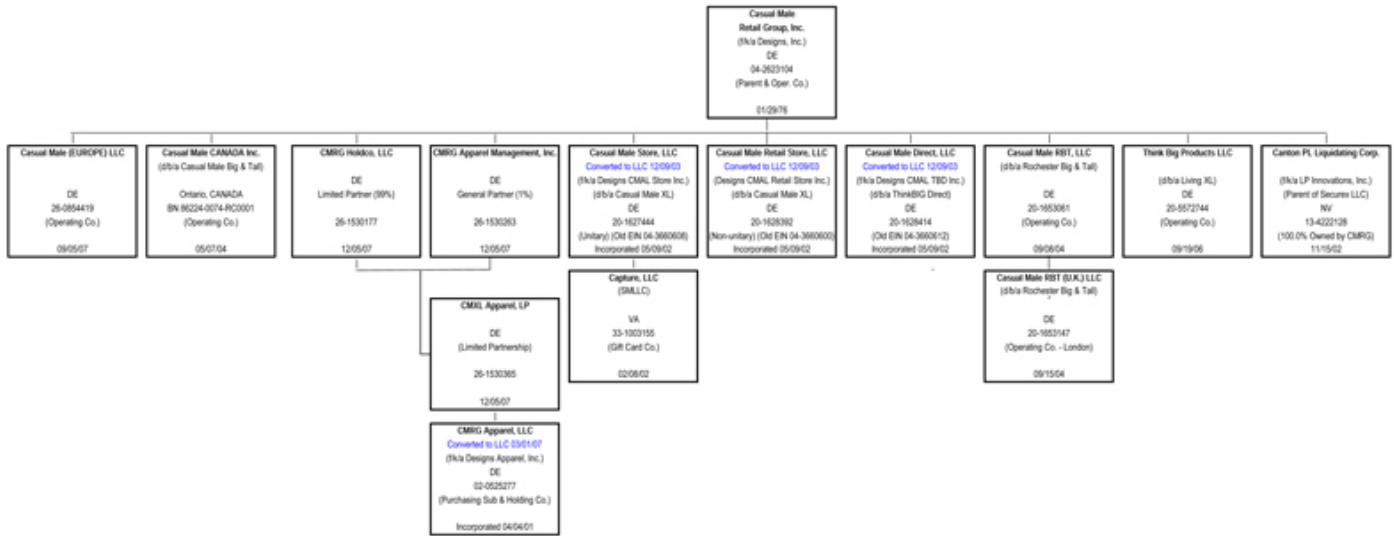 Casual Male
Retail Group, Inc.
(f/k/a Designs, Inc.)
DE
04-2623104
(Parent & Oper. Co.)
01/29/76
Casual Male (EUROPE) LLC
DE
26-0854419
(Operating Co.)
09/05/07
Casual Male CANADA Inc.
(d/b/a Casual Male Big & Tall)
Ontario, CANADA
BN 86224-0074-RC0001
(Operating Co.)
05/07/04
CMRG Holdco, LLC
DE
Limited Partner (99%)
26-1530177
12/05/07
CMRG Apparel Management, Inc.
DE
General Partner (1%)
26-1530263
12/05/07
Casual Male Store, LLC
Converted to LLC 12/09/03
(f/k/a Designs CMAL Store Inc.)
(d/b/a Casual Male XL)
DE
20-1627444
(Unitary) (Old EIN 04-3660608)
Incorporated 05/09/02
Casual Male Retail Store, LLC
Converted to LLC 12/09/03
(Designs CMAL Retail Store Inc.)
(d/b/a Casual Male XL)
DE
20-1628392
(Non-unitary) (Old EIN 04-3660600)
Incorporated 05/09/02
Casual Male Direct, LLC
Converted to LLC 12/09/03
(f/k/a Designs CMAL TBD Inc.)
(d/b/a ThinkBIG Direct)
DE
20-1628414
(Old EIN 04-3660612)
Incorporated 05/09/02
Casual Male RBT, LLC
(d/b/a Rochester Big & Tall)
DE
20-1653061
(Operating Co.)
09/08/04
Think Big Products LLC
(d/b/a Living XL)
DE
20-5572744
(Operating Co.)
09/19/06
Canton PL Liquidating Corp.
(f/k/a LP Innovations, Inc.)
(Parent of Securex LLC)
NV
13-4222128
(100.0% Owned by CMRG)
11/15/02
CMXL Apparel, LP
DE
(Limited Partnership)
26-1530365
12/05/07
Capture, LLC
(SMLLC)
VA
33-1003155
(Gift Card Co.)
02/08/02
Casual Male RBT (U.K.) LLC
(d/b/a Rochester Big & Tall)
DE
20-1653147
(Operating Co. - London)
09/15/04
CMRG Apparel, LLC
Converted to LLC 03/01/07
(f/k/a Designs Apparel, Inc.)
DE
02-0525277
(Purchasing Sub & Holding Co.)
Incorporated 04/04/01